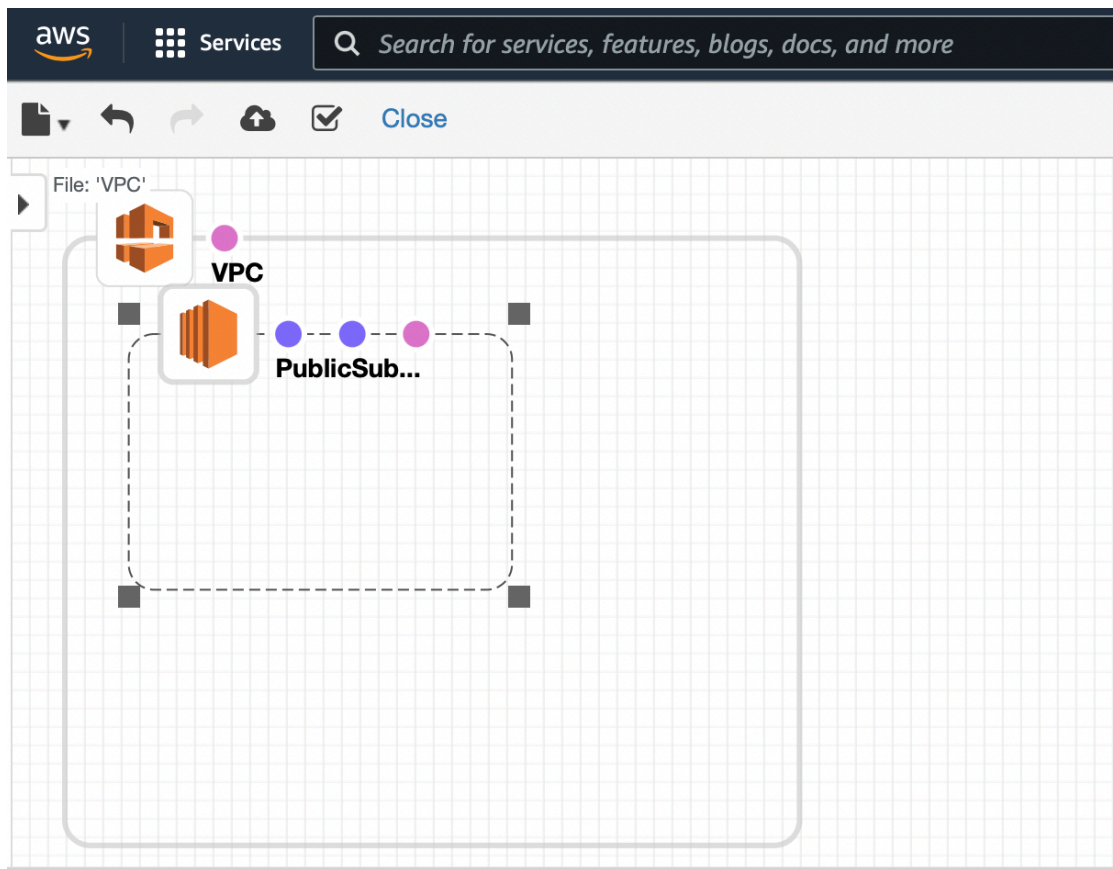 aws
Services
Search for services, features, blogs, docs, and more
Close
File: 'VPC'
VPC
PublicSub...